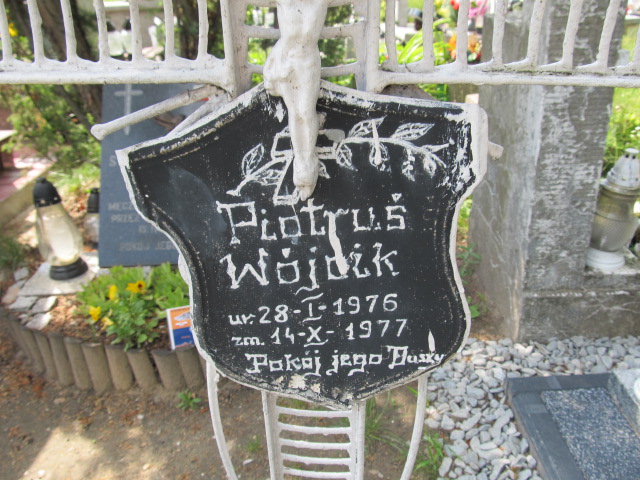 Piotruś
Wójcik
ur. 28-I-1976
zm. 14-X-1977
Pokój jego Duszy